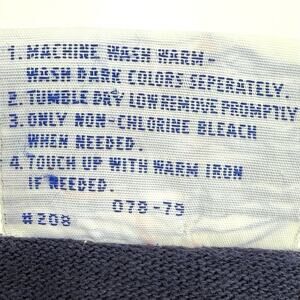 1. MACHINE WASH WARM -
WASH DARK COLORS SEPERATELY.
2. TUMBLE DRY LOW REMOVE PROMPTLY
3. ONLY NON-CHLORINE BLEACH
WHEN NEEDED.
4. TOUCH UP WITH WARM IRON
IF NEEDED.
078-79
#208